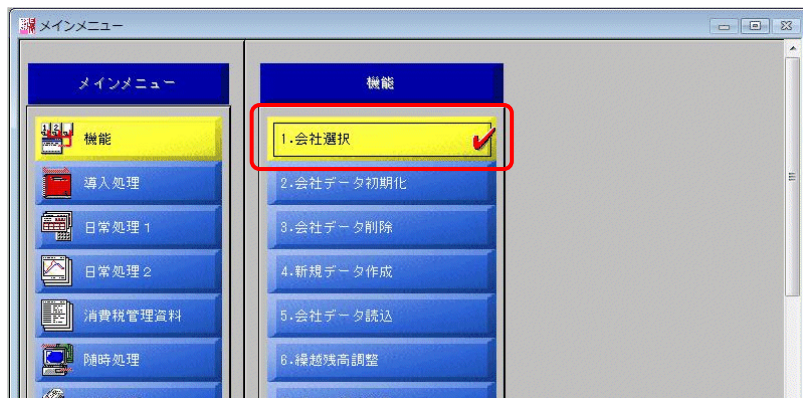 メインメニュー
メインメニュー
機能
導入処理
日常処理1
日常処理2
消費税管理資料
随時処理
機能
1.会社選択
2.会社データ初期化
3.会社データ削除
4.新規データ作成
5.会社データ読込
6.繰越残高調整